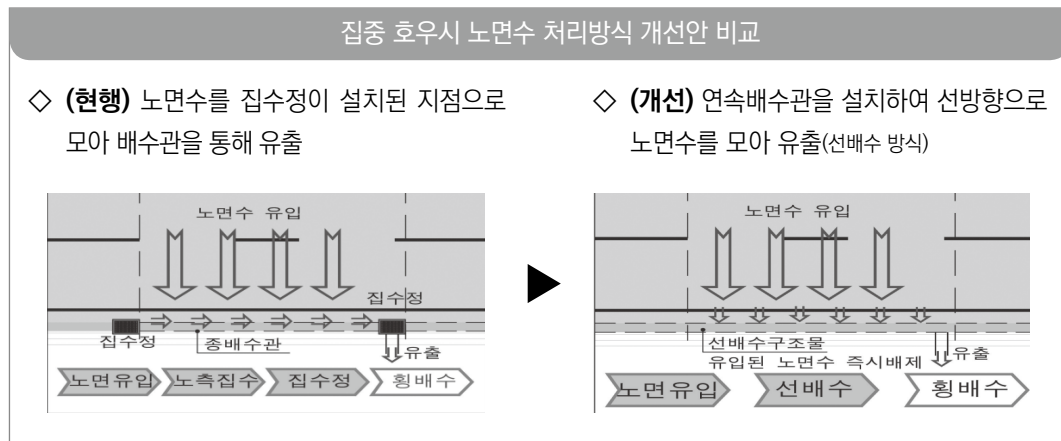 집중 호우시 노면수 처리방식 개선안 비교
◇ (현행) 노면수를 집수정이 설치된 지점으로
모아 배수관을 통해 유출
노면수 유입
집수정
집수정
종배수관
유출
노면유입
노측집수
집수정
횡배수
▶
◇ (개선) 연속배수관을 설치하여 선방향으로
노면수를 모아 유출(선배수 방식)
노면수 유입
선배수구조물
유입된 노면수 즉시배제
유출
노면유입
선배수
횡배수